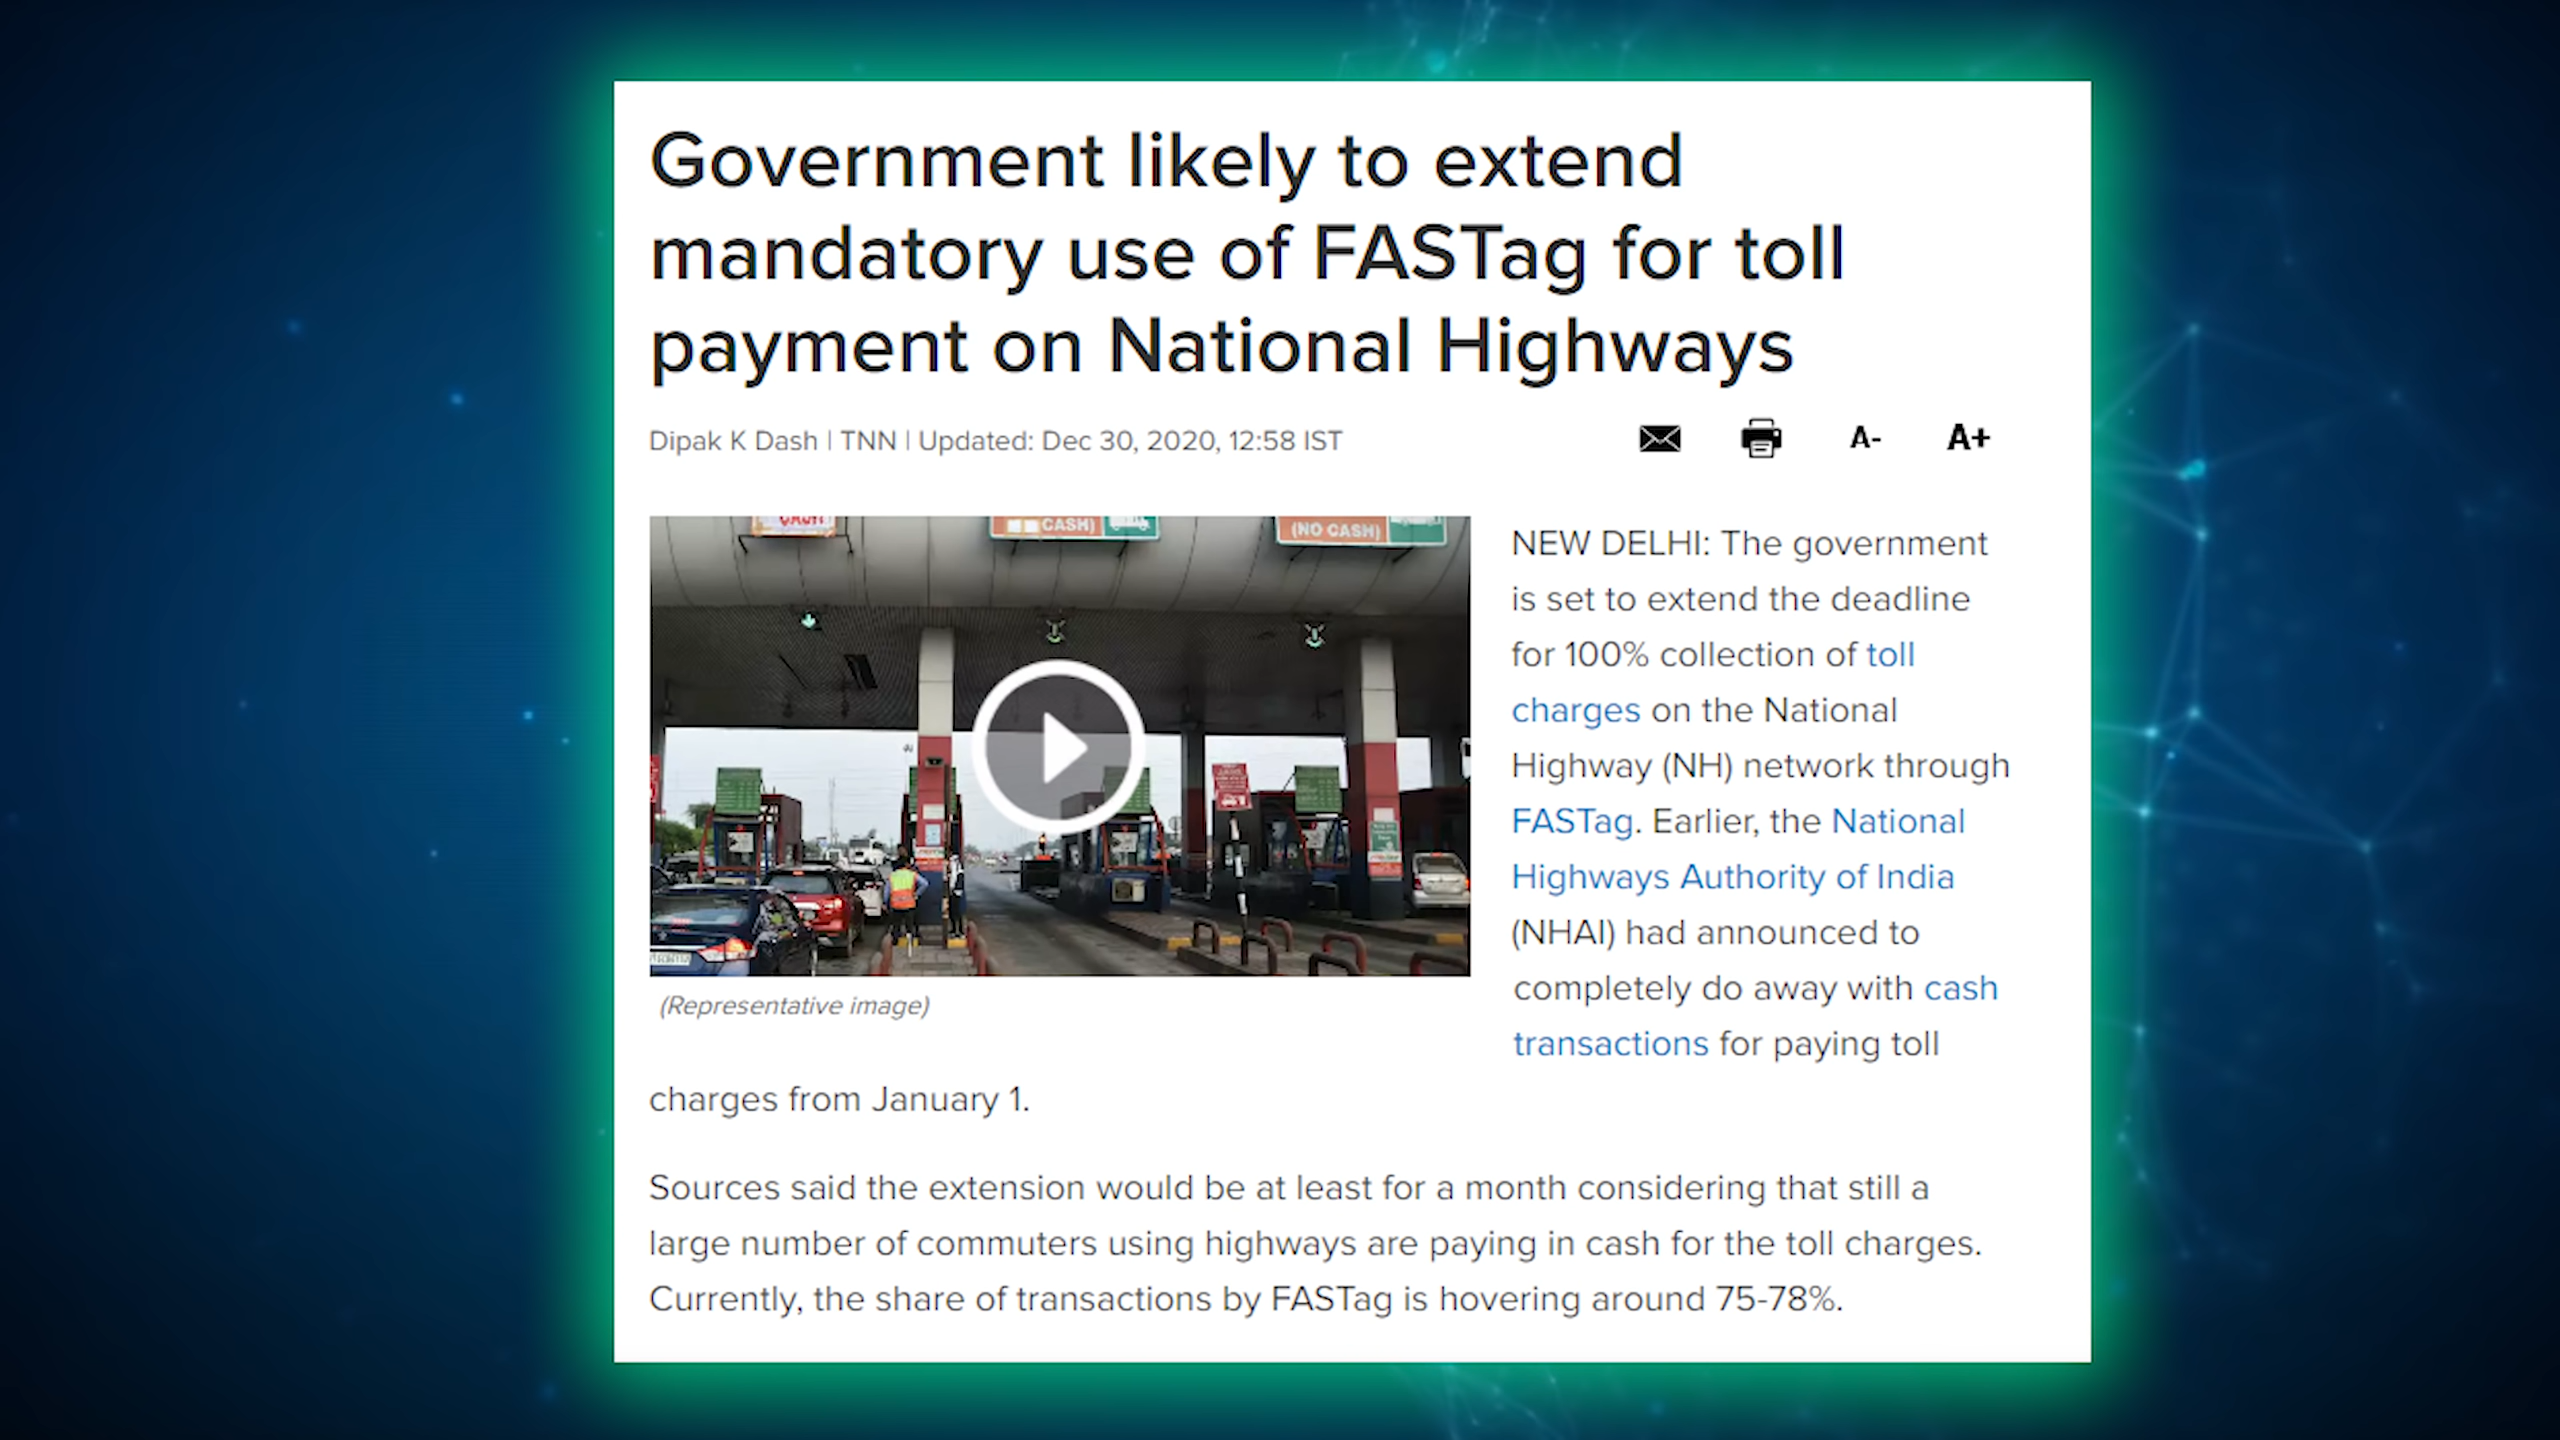 Government likely to extend
mandatory use of FASTag for toll
payment on National Highways
Dipak K Dash | TNN | Updated: Dec 30, 2020, 12:58 IST
A- A+
CASH)
(NO CASH)
(Representative image)
NEW DELHI: The government
is set to extend the deadline
for 100% collection of toll
charges on the National
Highway (NH) network through
FASTag. Earlier, the National
Highways Authority of India
(NHAI) had announced to
completely do away with cash
transactions for paying toll
charges from January 1.
Sources said the extension would be at least for a month considering that still a
large number of commuters using highways are paying in cash for the toll charges.
Currently, the share of transactions by FASTag is hovering around 75-78%.